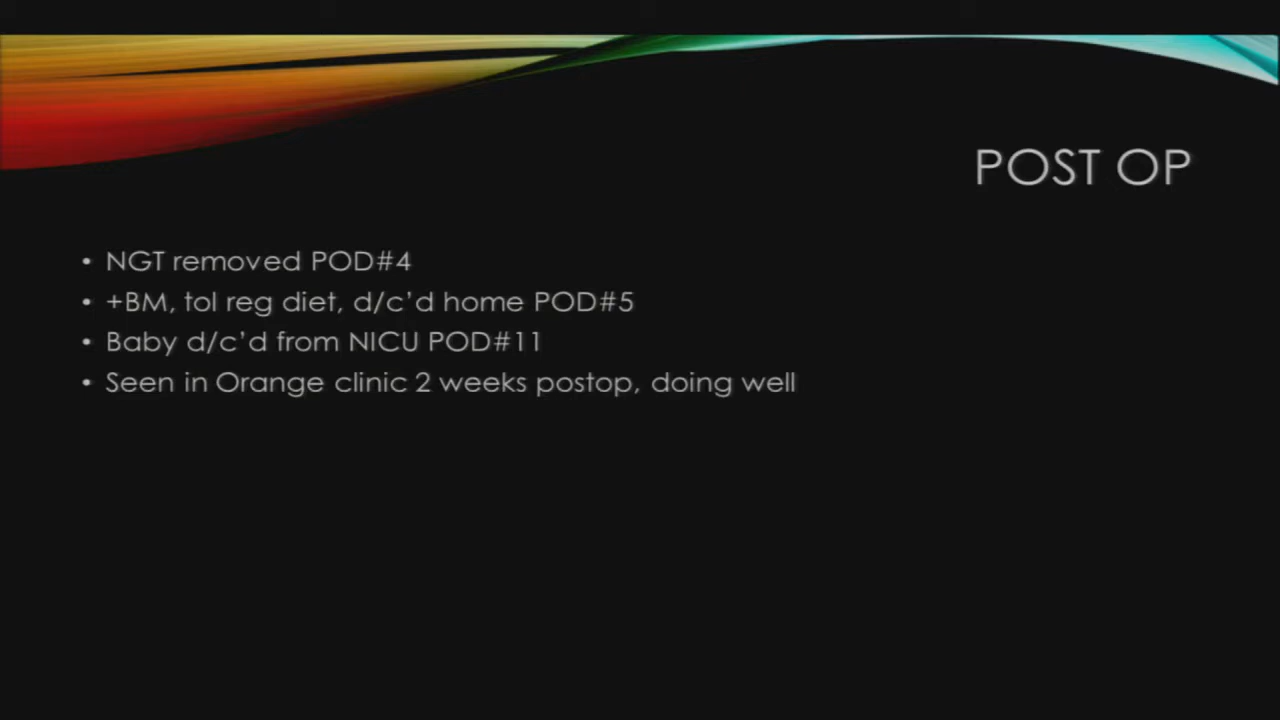 POST OP
• NGT removed POD#4
• +BM, tol reg diet, d/c’d home POD#5
• Baby d/c’d from NICU POD#11
• Seen in Orange clinic 2 weeks postop, doing well